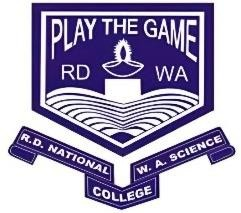 PLAY THE GAME
RD WA
R.D. NATIONAL
COLLEGE
W. A. SCIENCE